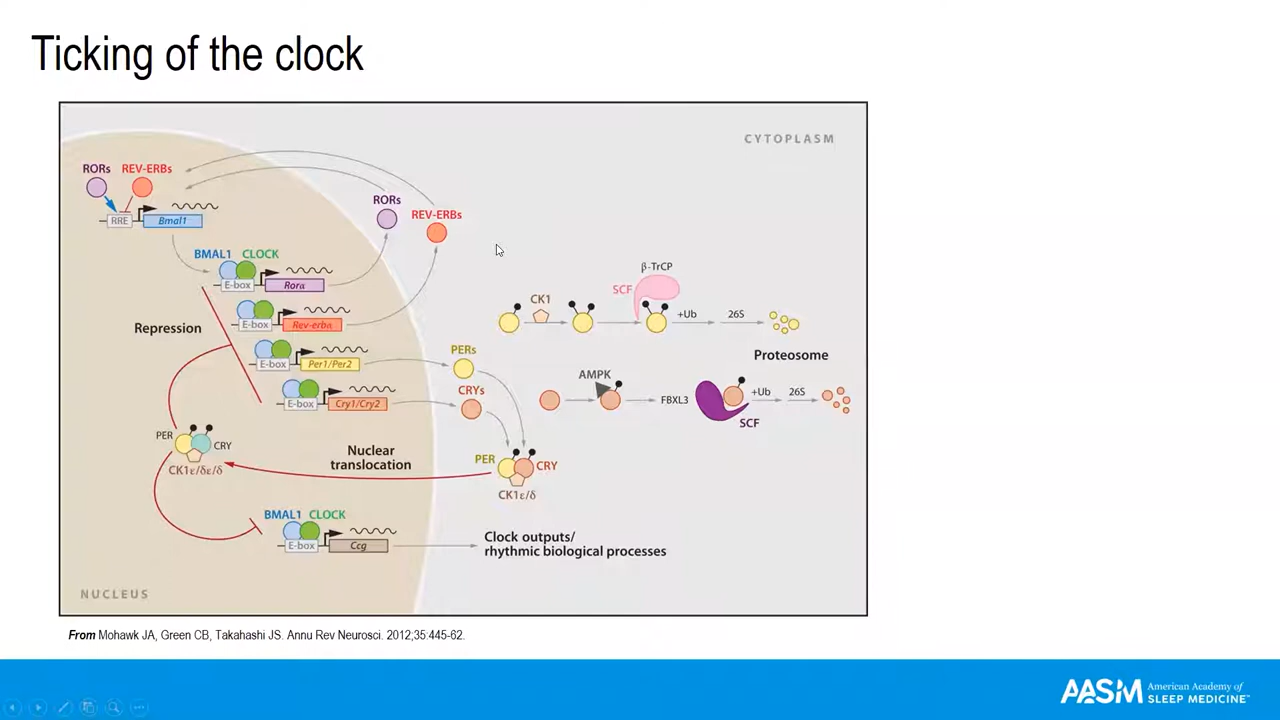 Ticking of the clock
CYTOPLASM
RORs REV-ERBs
RRE Bmal1
RORs
REV-ERBs
BMAL1 CLOCK
E-box Rorα
Repression
E-box Rev-erbα
E-box Per1/Per2
E-box Cry1/Cry2
PERs
CRYs
β-TrCP
SCF
CK1
+Ub 26S
Proteosome
AMPK
FBXL3
+Ub 26S
SCF
PER
CRY
CK1ε/δε/δ
Nuclear
translocation
PER
CRY
CK1ε/δ
BMAL1 CLOCK
E-box Ccg
Clock outputs/
rhythmic biological processes
NUCLEUS
From Mohawk JA, Green CB, Takahashi JS. Annu Rev Neurosci. 2012;35:445-62.
AASM American Academy of
SLEEP MEDICINE™